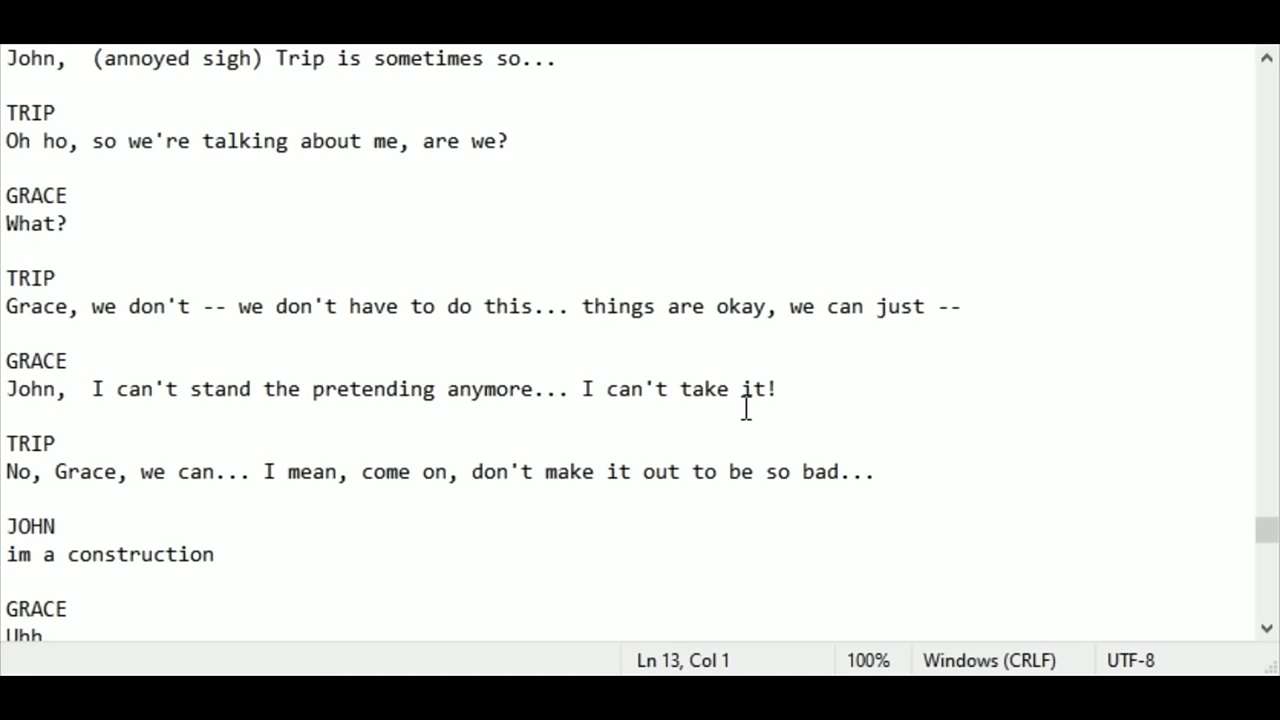 John,  (annoyed sigh) Trip is sometimes so...
TRIP
Oh ho, so we're talking about me, are we?
GRACE
What?
TRIP
Grace, we don't -- we don't have to do this... things are okay, we can just --
GRACE
John,  I can't stand the pretending anymore... I can't take it!
TRIP
No, Grace, we can... I mean, come on, don't make it out to be so bad...
JOHN
im a construction
GRACE
Uhh
Ln 13, Col 1 100% Windows (CRLF) UTF-8